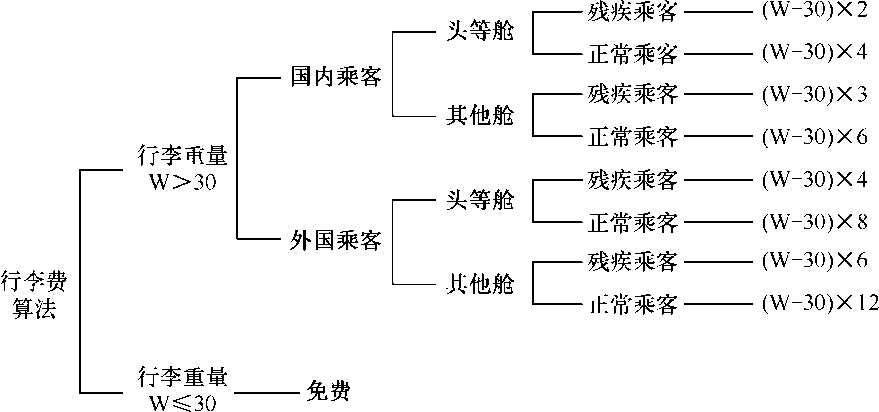 行李费
算法
行李重量
W>30
国内乘客
头等舱
残疾乘客
(W-30)×2
正常乘客
(W-30)×4
其他舱
残疾乘客
(W-30)×3
正常乘客
(W-30)×6
外国乘客
头等舱
残疾乘客
(W-30)×4
正常乘客
(W-30)×8
其他舱
残疾乘客
(W-30)×6
正常乘客
(W-30)×12
行李重量
W≤30
免费